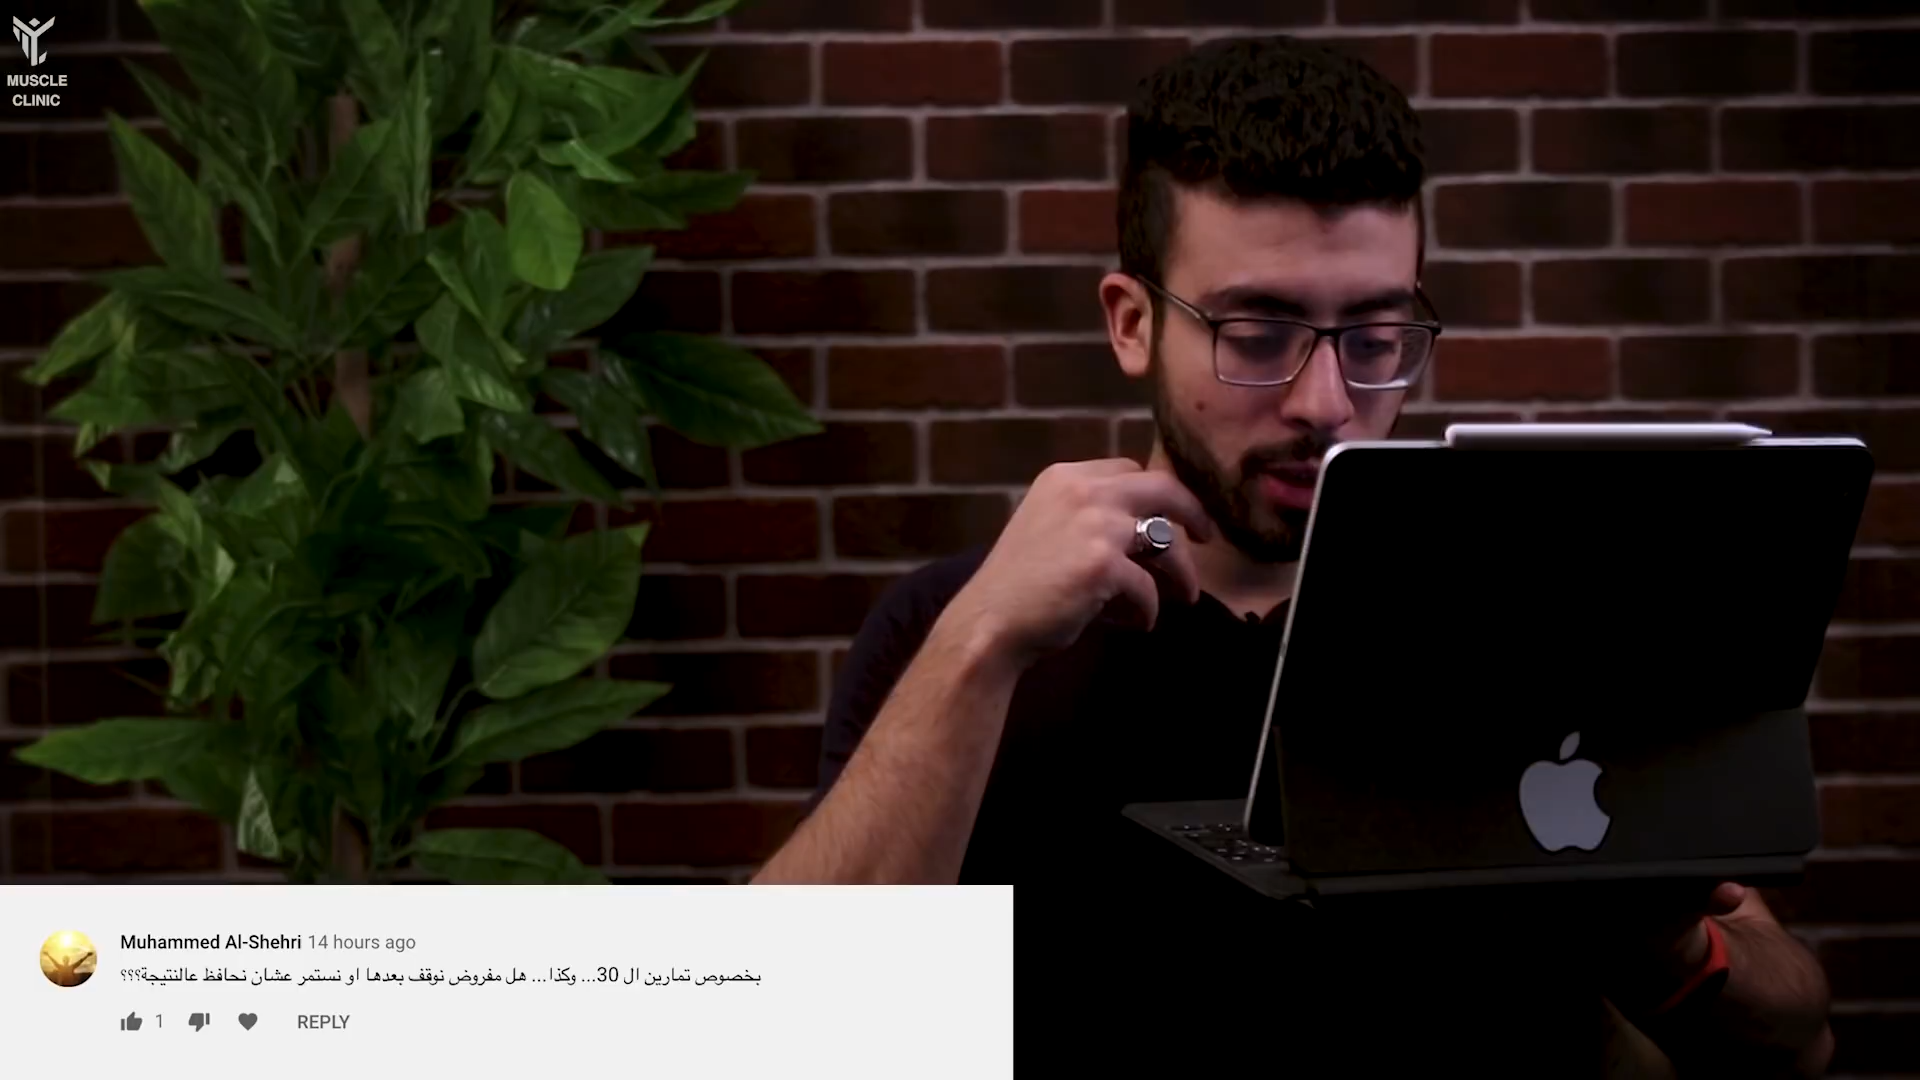 MUSCLE
CLINIC
Muhammed Al-Shehri 14 hours ago
بخصوص تمارين ال 30... وكذا... هل مفروض نوقف بعدها او نستمر عشان نحافظ عالنتيجة؟؟؟
1
REPLY